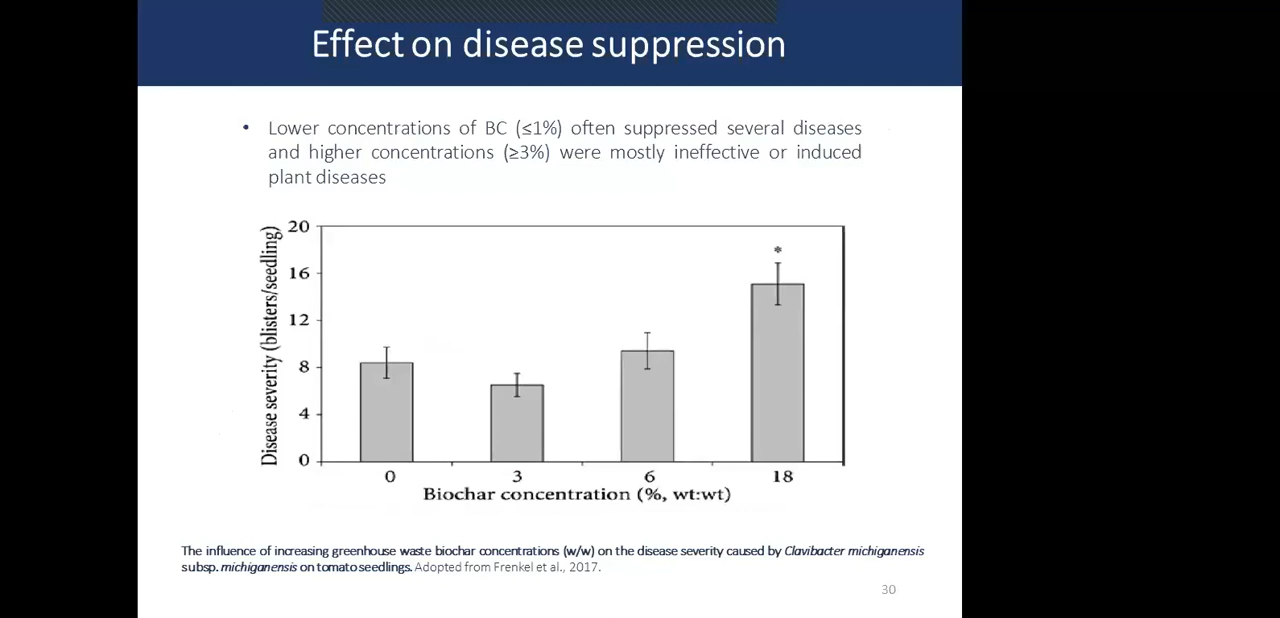 Effect on disease suppression
• Lower concentrations of BC (≤1%) often suppressed several diseases
and higher concentrations (≥3%) were mostly ineffective or induced
plant diseases
Disease severity (blisters/seedling)
20
16
12
8
4
0
*
0 3 6 18
Biochar concentration (%, wt:wt)
The influence of increasing greenhouse waste biochar concentrations (w/w) on the disease severity caused by Clavibacter michiganensis
subsp. michiganensis on tomato seedlings. Adopted from Frenkel et al., 2017.
30